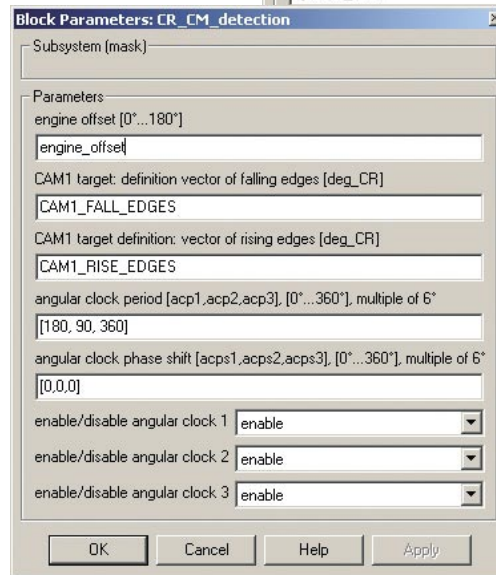 Block Parameters: CR_CM_detection
Subsystem (mask)
Parameters
engine offset [0°...180°]
engine_offset
CAM1 target: definition vector of falling edges [deg_CR]
CAM1_FALL_EDGES
CAM1 target definition: vector of rising edges [deg_CR]
CAM1_RISE_EDGES
angular clock period [acp1,acp2,acp3], [0°...360°], multiple of 6°
[180, 90, 360]
angular clock phase shift [acps1,acps2,acps3], [0°...360°], multiple of 6°
[0,0,0]
enable/disable angular clock 1 enable
enable/disable angular clock 2 enable
enable/disable angular clock 3 enable
OK Cancel Help Apply